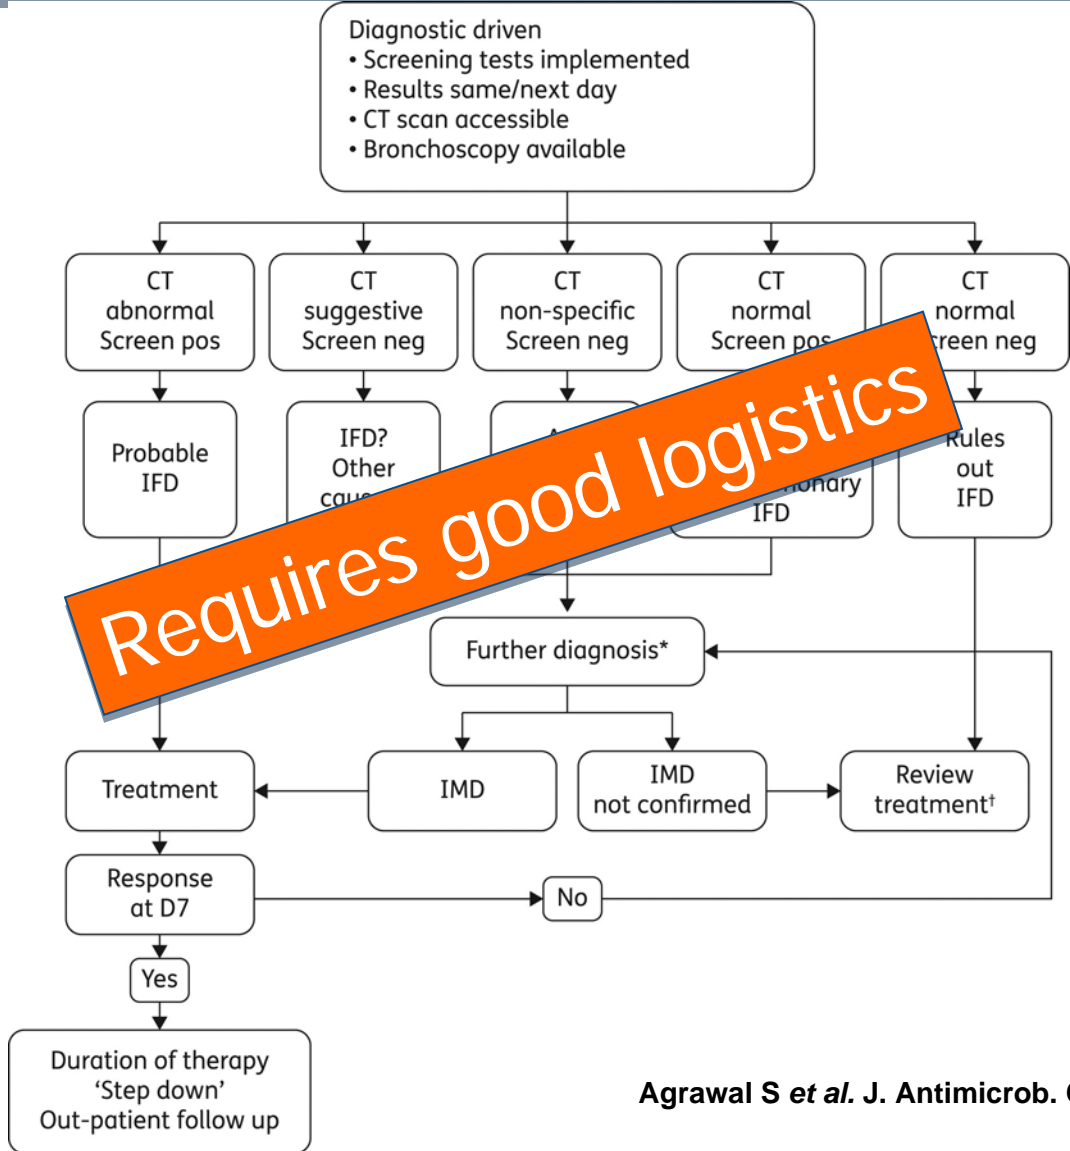 Diagnostic driven
• Screening tests implemented
• Results same/next day
• CT scan accessible
• Bronchoscopy available
CT
abnormal
Screen pos
CT
suggestive
Screen neg
CT
non-specific
Screen neg
CT
normal
Screen pos
CT
normal
Screen neg
Probable
IFD
IFD?
Other
IFD
Rules
out
IFD
Requires good logistics
Further diagnosis*
Treatment
IMD
IMD
not confirmed
Review
treatment†
Response
at D7
No
Yes
Duration of therapy
‘Step down’
Out-patient follow up
Agrawal S et al. J. Antimicrob.